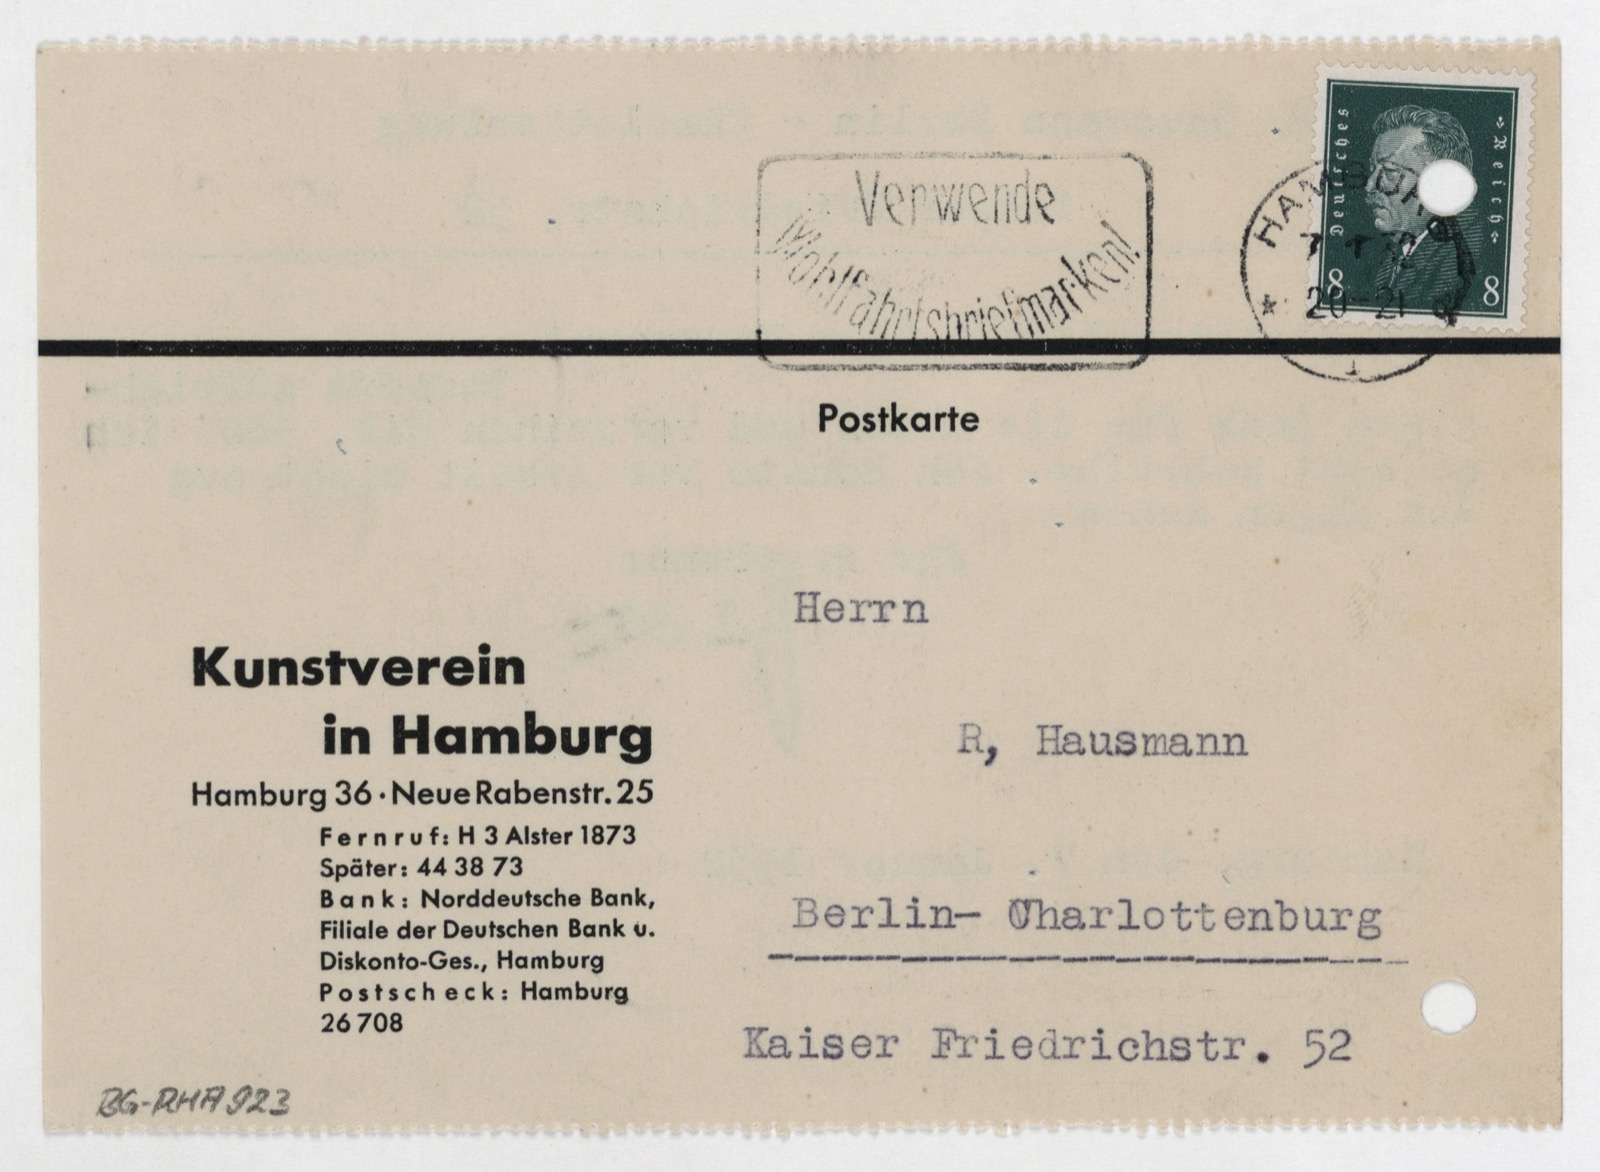 Deutsches Reich
8 8
HAMBURG
20-21
1
Verwende
Wohlfahrtsbriefmarken!
Postkarte
Herrn
R, Hausmann
Berlin- Charlottenburg
Kaiser Friedrichstr. 52
Kunstverein
in Hamburg
Hamburg 36 · Neue Rabenstr. 25
Fernruf: H 3 Alster 1873
Später: 44 38 73
Bank: Norddeutsche Bank,
Filiale der Deutschen Bank u.
Diskonto-Ges., Hamburg
Postscheck: Hamburg
26 708
BG-RHA 923